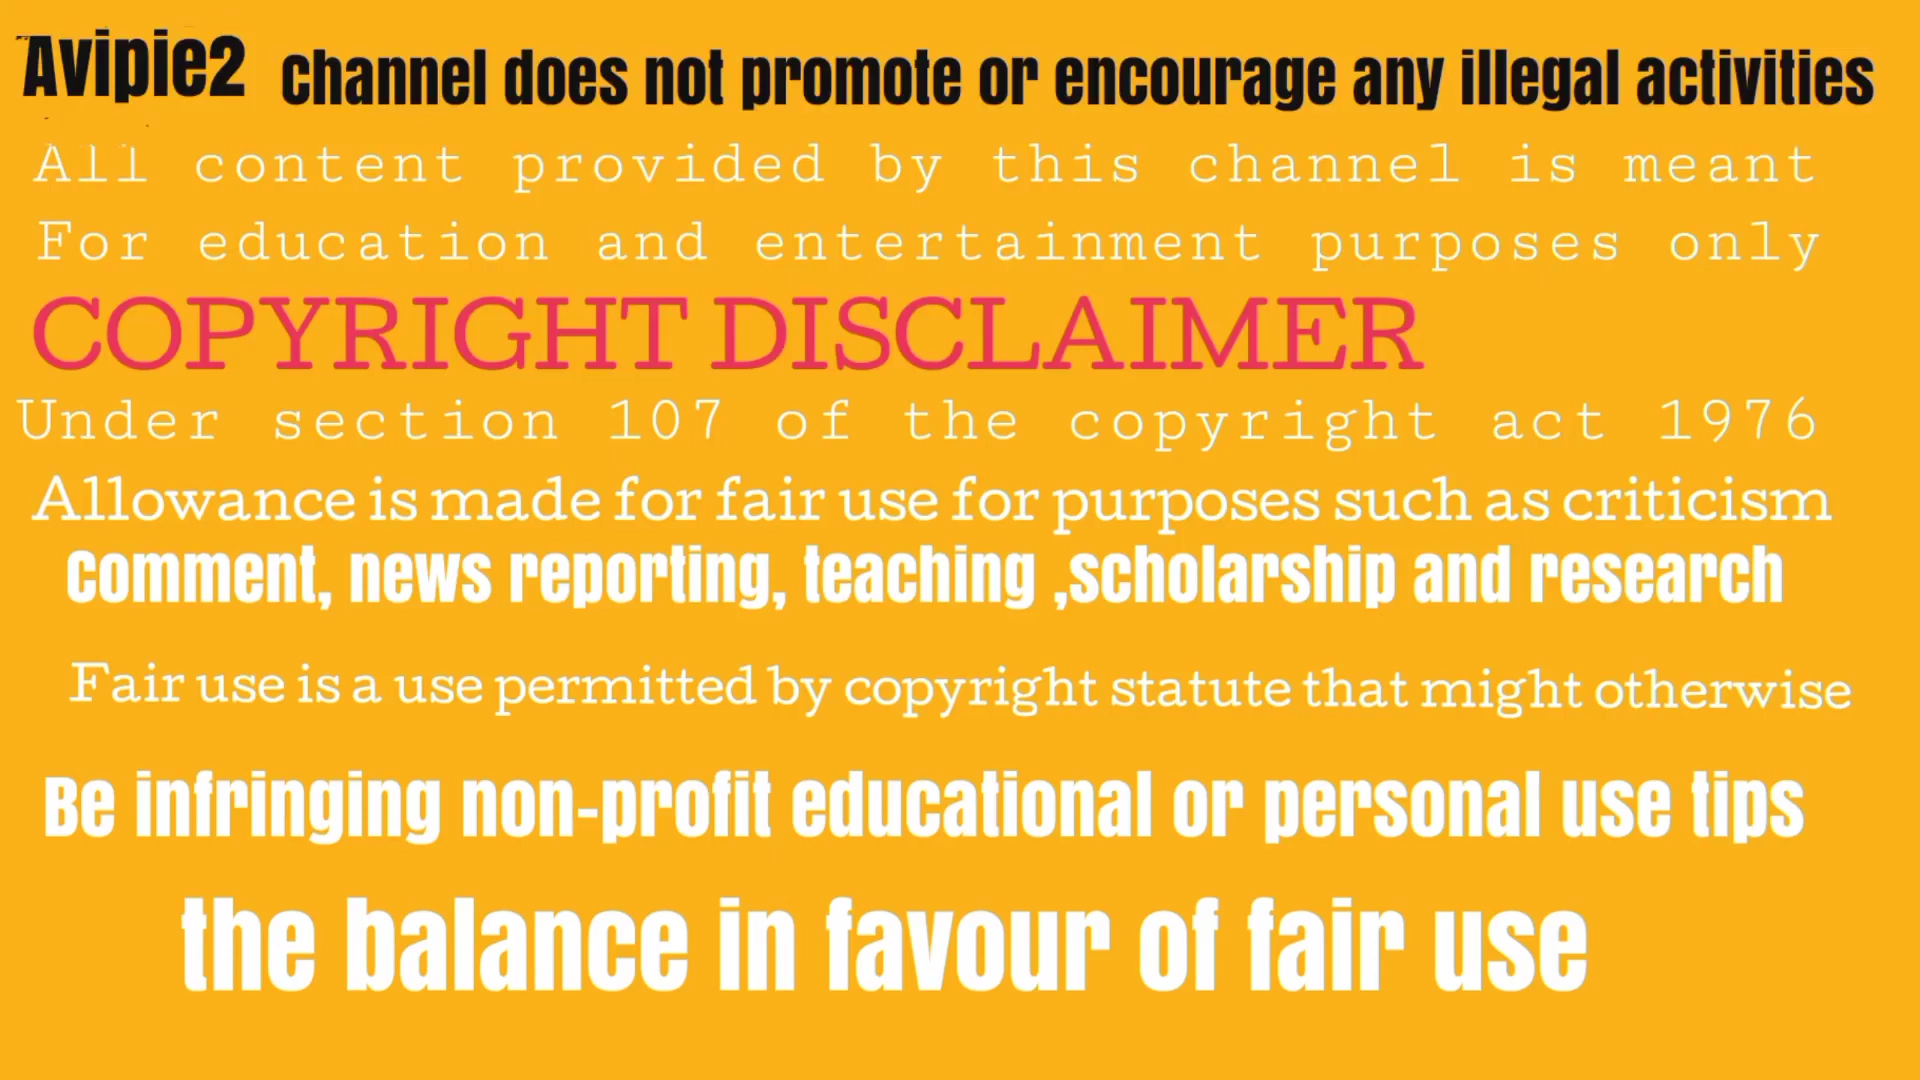 Avipie2 channel does not promote or encourage any illegal activities
All content provided by this channel is meant
For education and entertainment purposes only
COPYRIGHT DISCLAIMER
Under section 107 of the copyright act 1976
Allowance is made for fair use for purposes such as criticism
comment, news reporting, teaching ,scholarship and research
Fair use is a use permitted by copyright statute that might otherwise
Be infringing non-profit educational or personal use tips
the balance in favour of fair use